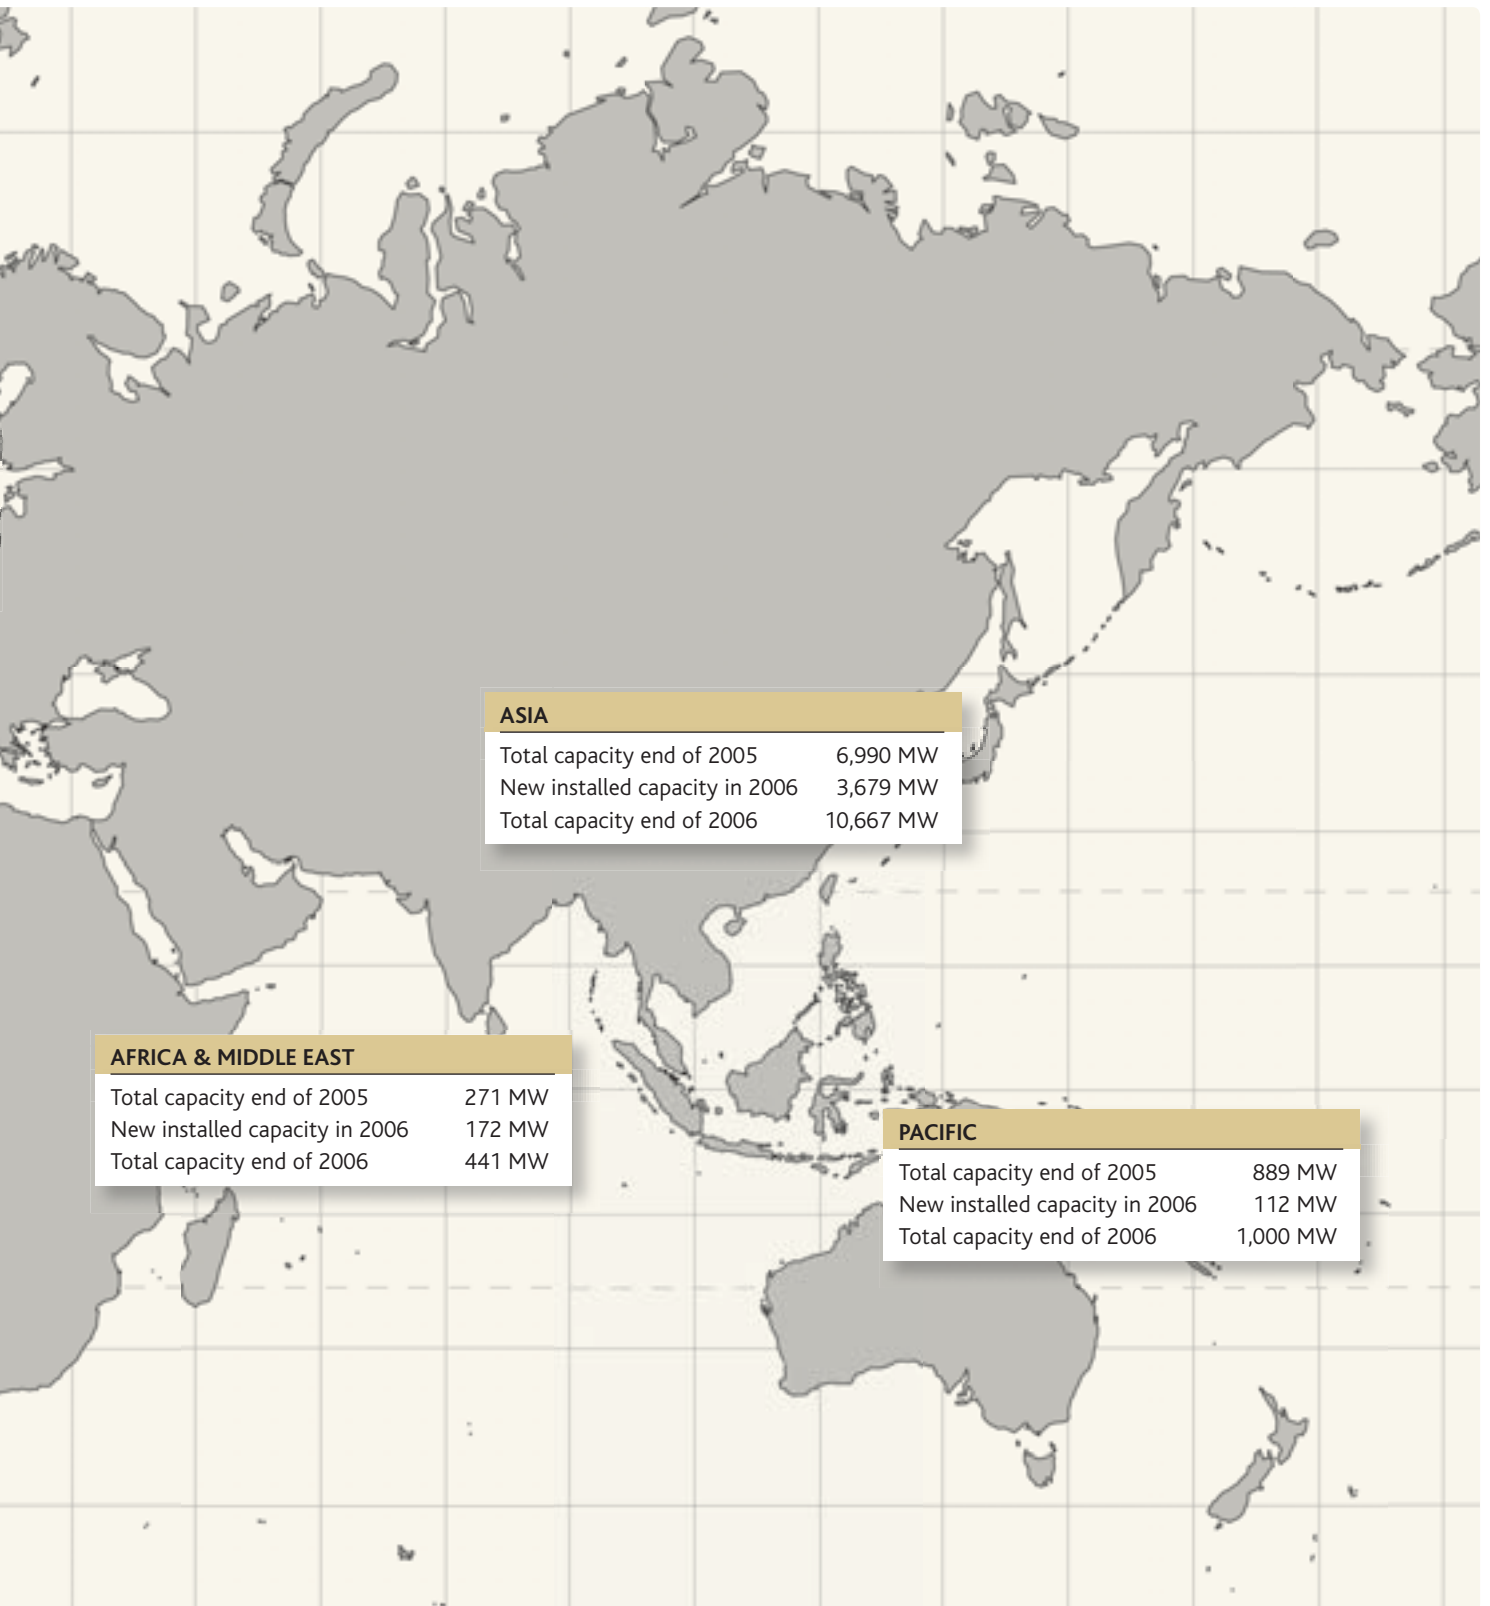 ASIA
Total capacity end of 2005 6,990 MW
New installed capacity in 2006 3,679 MW
Total capacity end of 2006 10,667 MW
AFRICA & MIDDLE EAST
Total capacity end of 2005 271 MW
New installed capacity in 2006 172 MW
Total capacity end of 2006 441 MW
PACIFIC
Total capacity end of 2005 889 MW
New installed capacity in 2006 112 MW
Total capacity end of 2006 1,000 MW